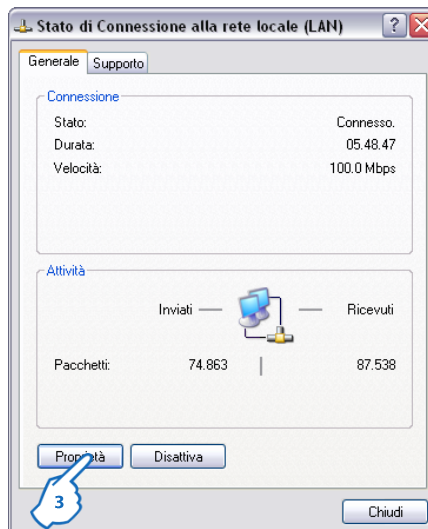 Stato di Connessione alla rete locale (LAN) ?
Generale Supporto
Connessione
Stato: Connesso.
Durata: 05.48.47
Velocità: 100.0 Mbps
Attività
Inviati — — Ricevuti
Pacchetti: 74.863 | 87.538
Proprietà Disattiva
3
Chiudi